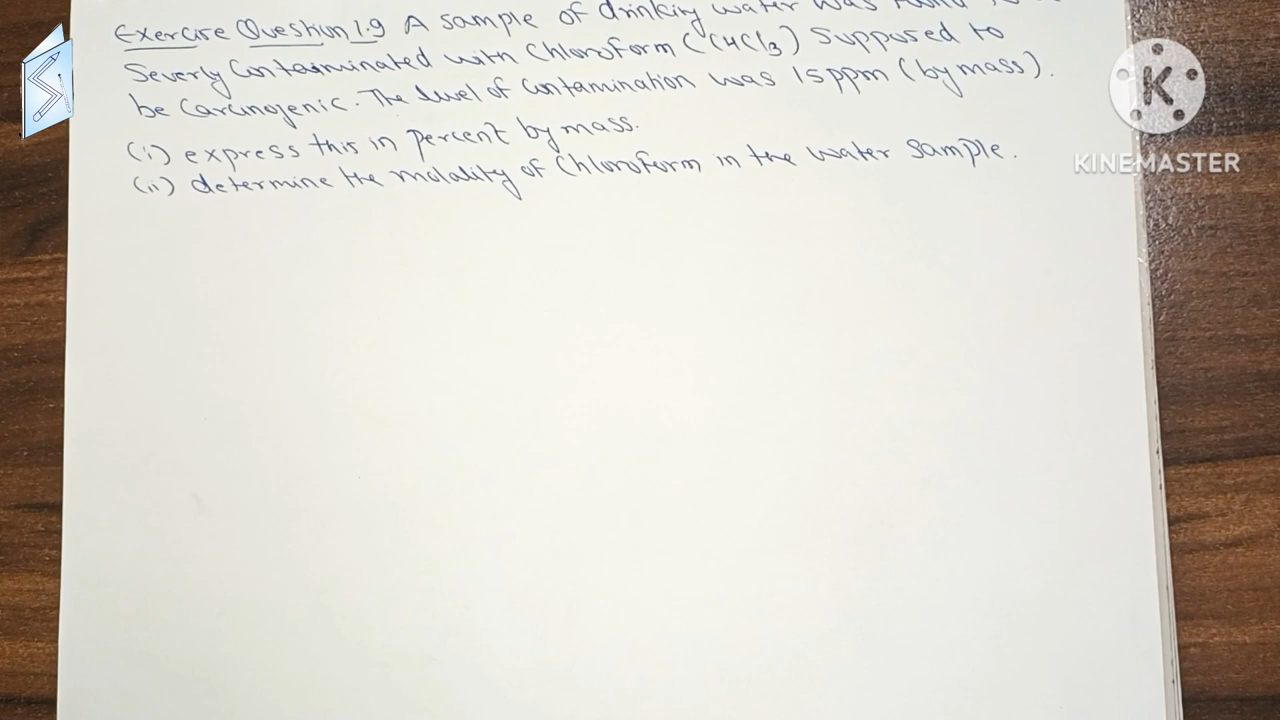 Exercise Question 1.9 A sample of drinking water was found
Severly Contaminated with Chloroform (CHCl3) Supposed to
be Carcinogenic. The level of Contamination was 15ppm (by mass).
(i) express this in percent by mass.
(ii) determine the molality of Chloroform in the water sample.
K
KINEMASTER